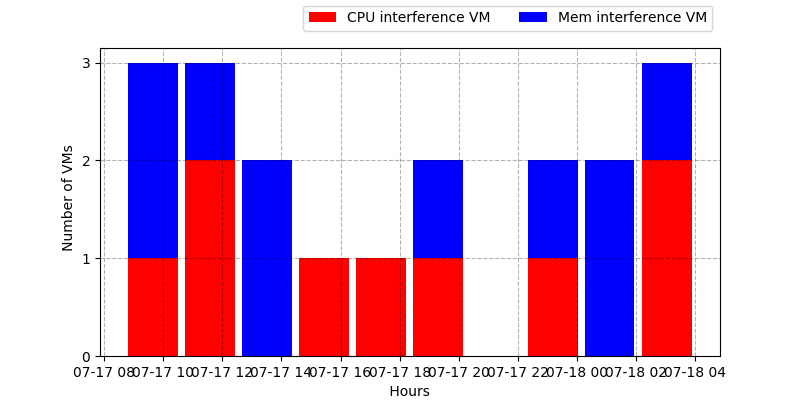 CPU interference VM Mem interference VM
3
2
1
0
Number of VMs
07-17 08 07-17 10 07-17 12 07-17 14 07-17 16 07-17 18 07-17 20 07-17 22 07-18 00 07-18 02 07-18 04
Hours